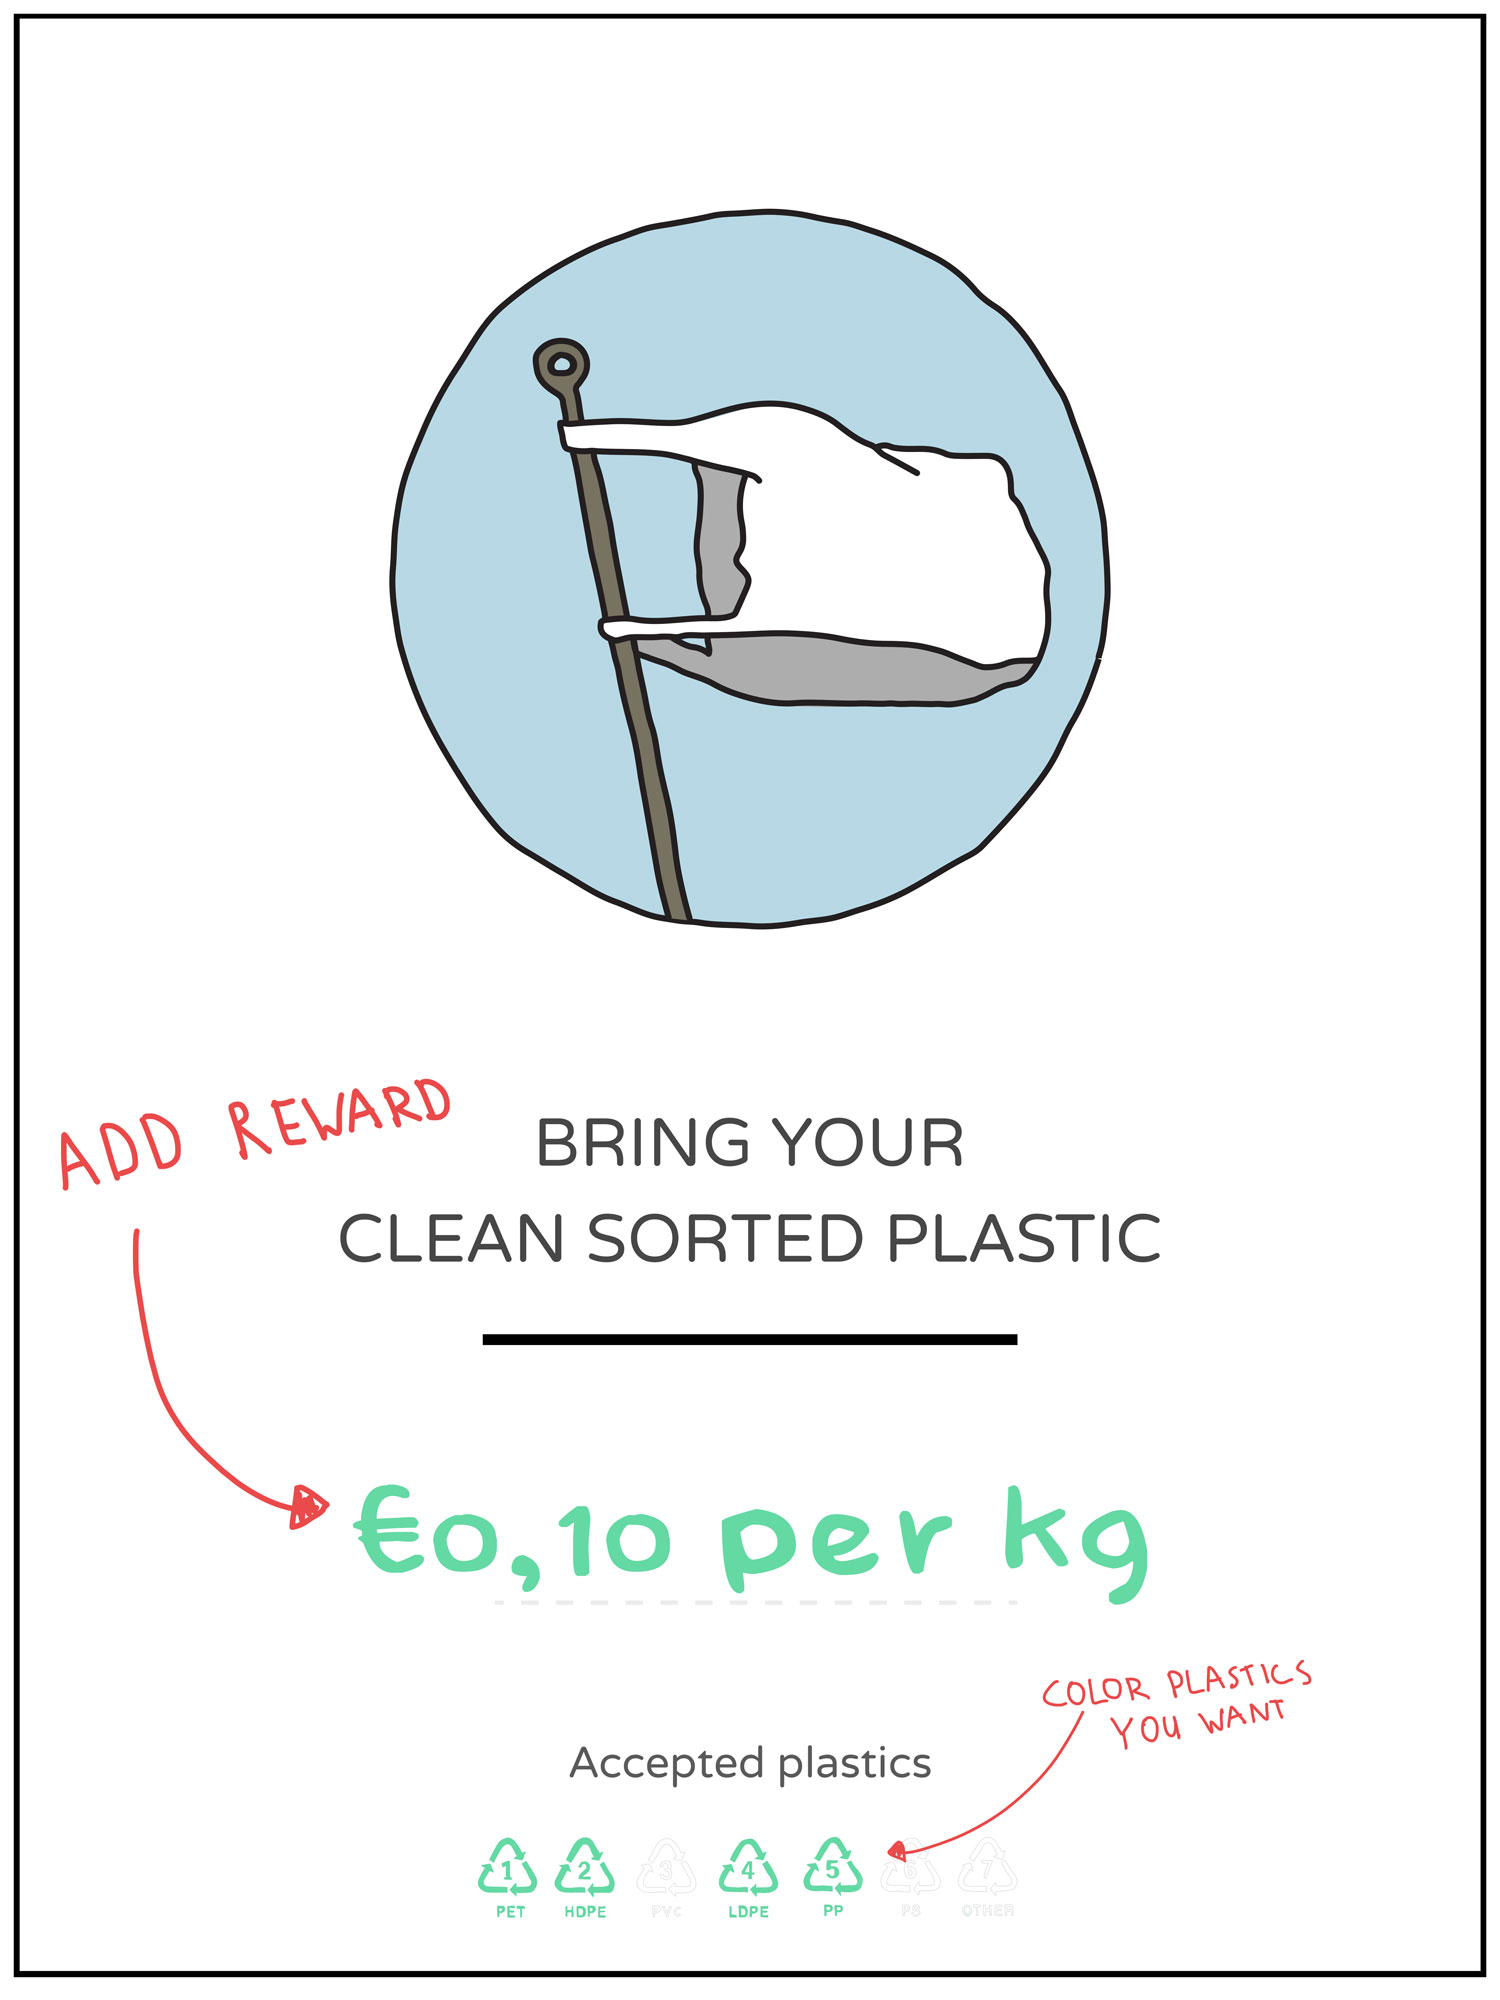 ADD REWARD
BRING YOUR
CLEAN SORTED PLASTIC
€0,10 per kg
COLOR PLASTICS
YOU WANT
Accepted plastics
1 2 3 4 5 6 7
PET HDPE PVC LDPE PP PS OTHER